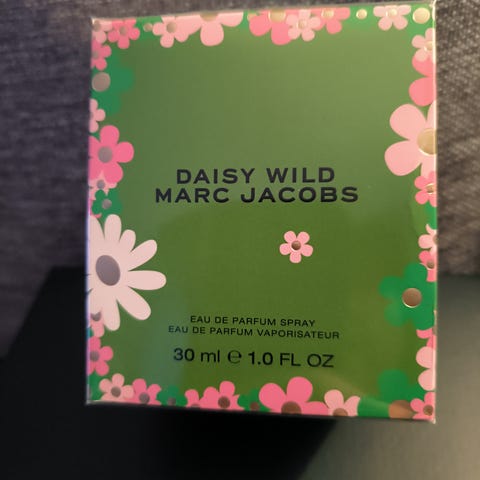 DAISY WILD
MARC JACOBS
EAU DE PARFUM SPRAY
EAU DE PARFUM VAPORISATEUR
30 ml ℮ 1.0 FL OZ